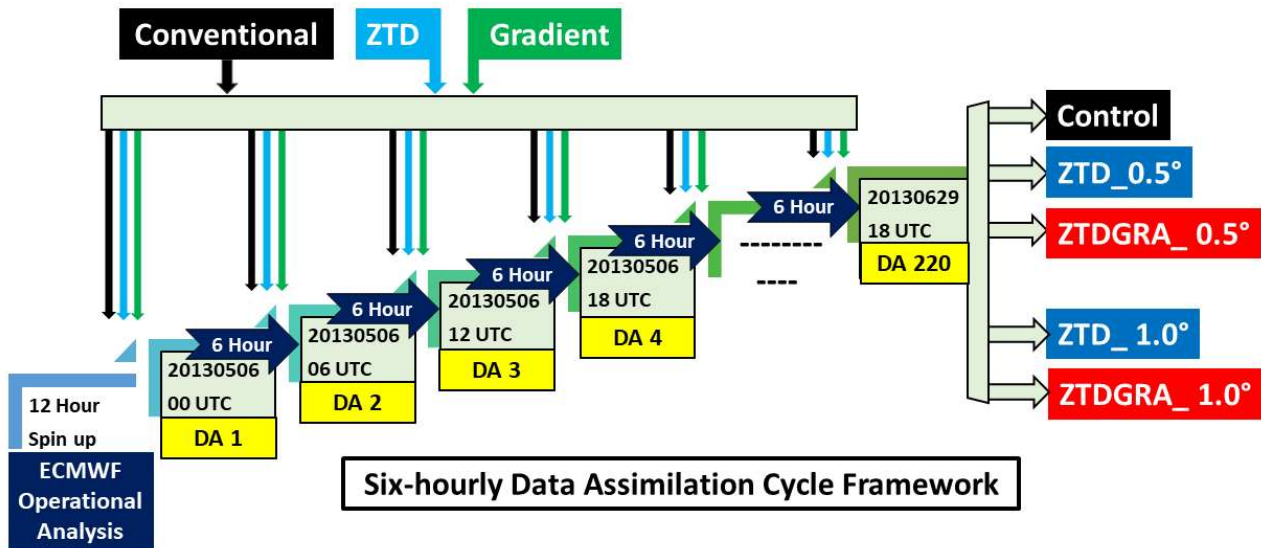 Conventional
ZTD
Gradient
Control
ZTD_0.5°
ZTDGRA_ 0.5°
ZTD_ 1.0°
ZTDGRA_ 1.0°
6 Hour
20130629
18 UTC
DA 220
--------
----
6 Hour
20130506
18 UTC
DA 4
6 Hour
20130506
12 UTC
DA 3
6 Hour
20130506
06 UTC
DA 2
6 Hour
20130506
00 UTC
DA 1
12 Hour
Spin up
ECMWF
Operational
Analysis
Six-hourly Data Assimilation Cycle Framework